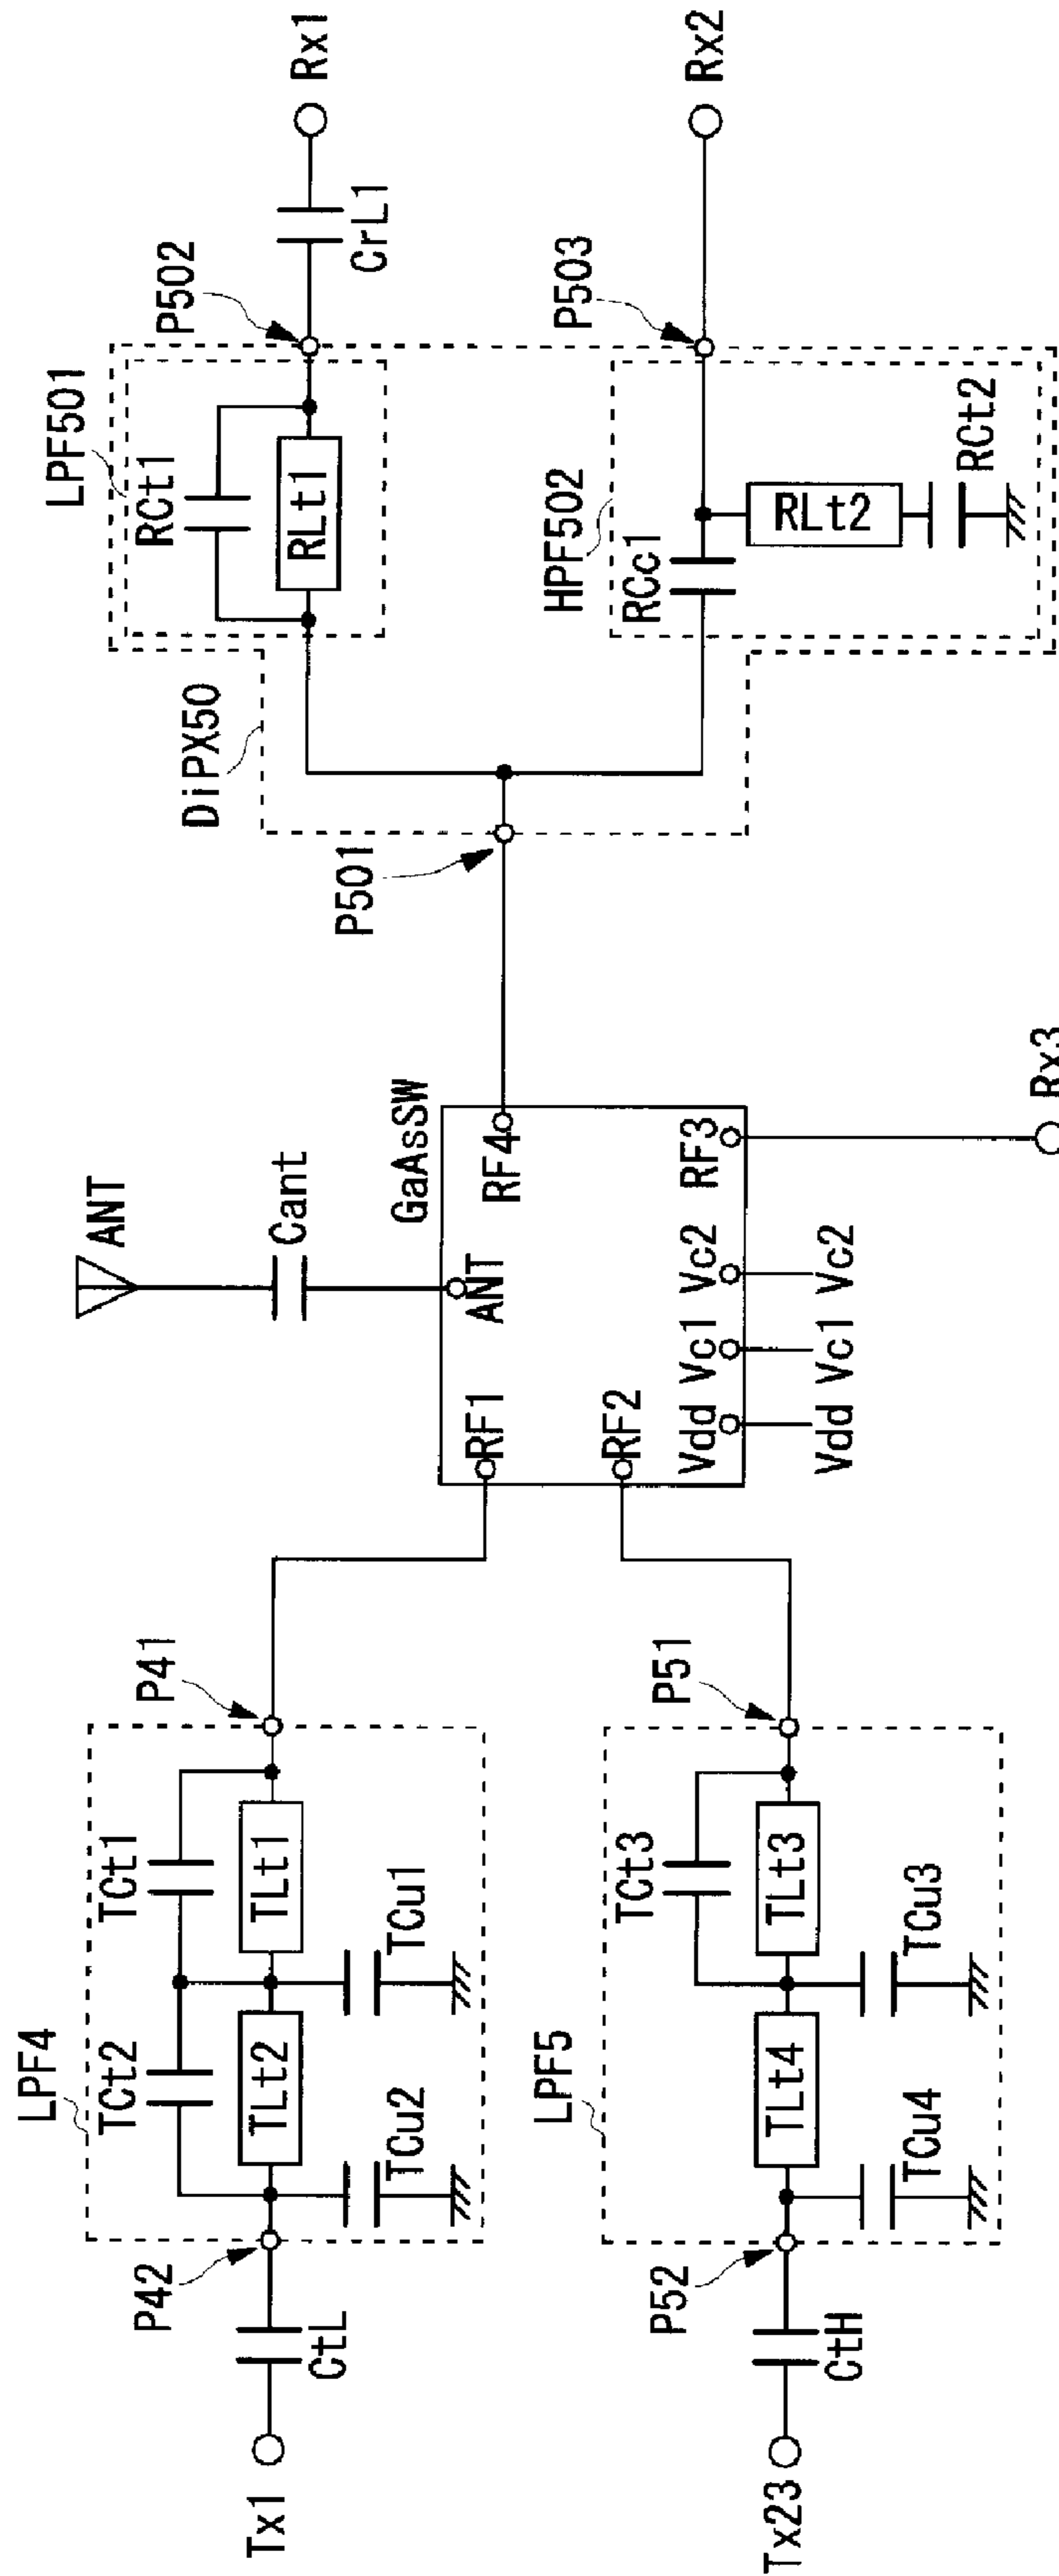 LPF4
TCt2
TCt1
P41
P42
TLt2
TLt1
Tx1
CtL
TCu2
TCu1
LPF5
TCt3
P51
P52
TLt4
TLt3
Tx23
CtH
TCu4
TCu3
ANT
Cant
GaAsSW
RF1
ANT
RF4
RF2
Vdd
Vc1
Vc2
RF3
Vdd
Vc1
Vc2
Rx3
DiPX50
P501
LPF501
RCt1
RLt1
P502
CrL1
Rx1
HPF502
RCc1
P503
Rx2
RLt2
RCt2